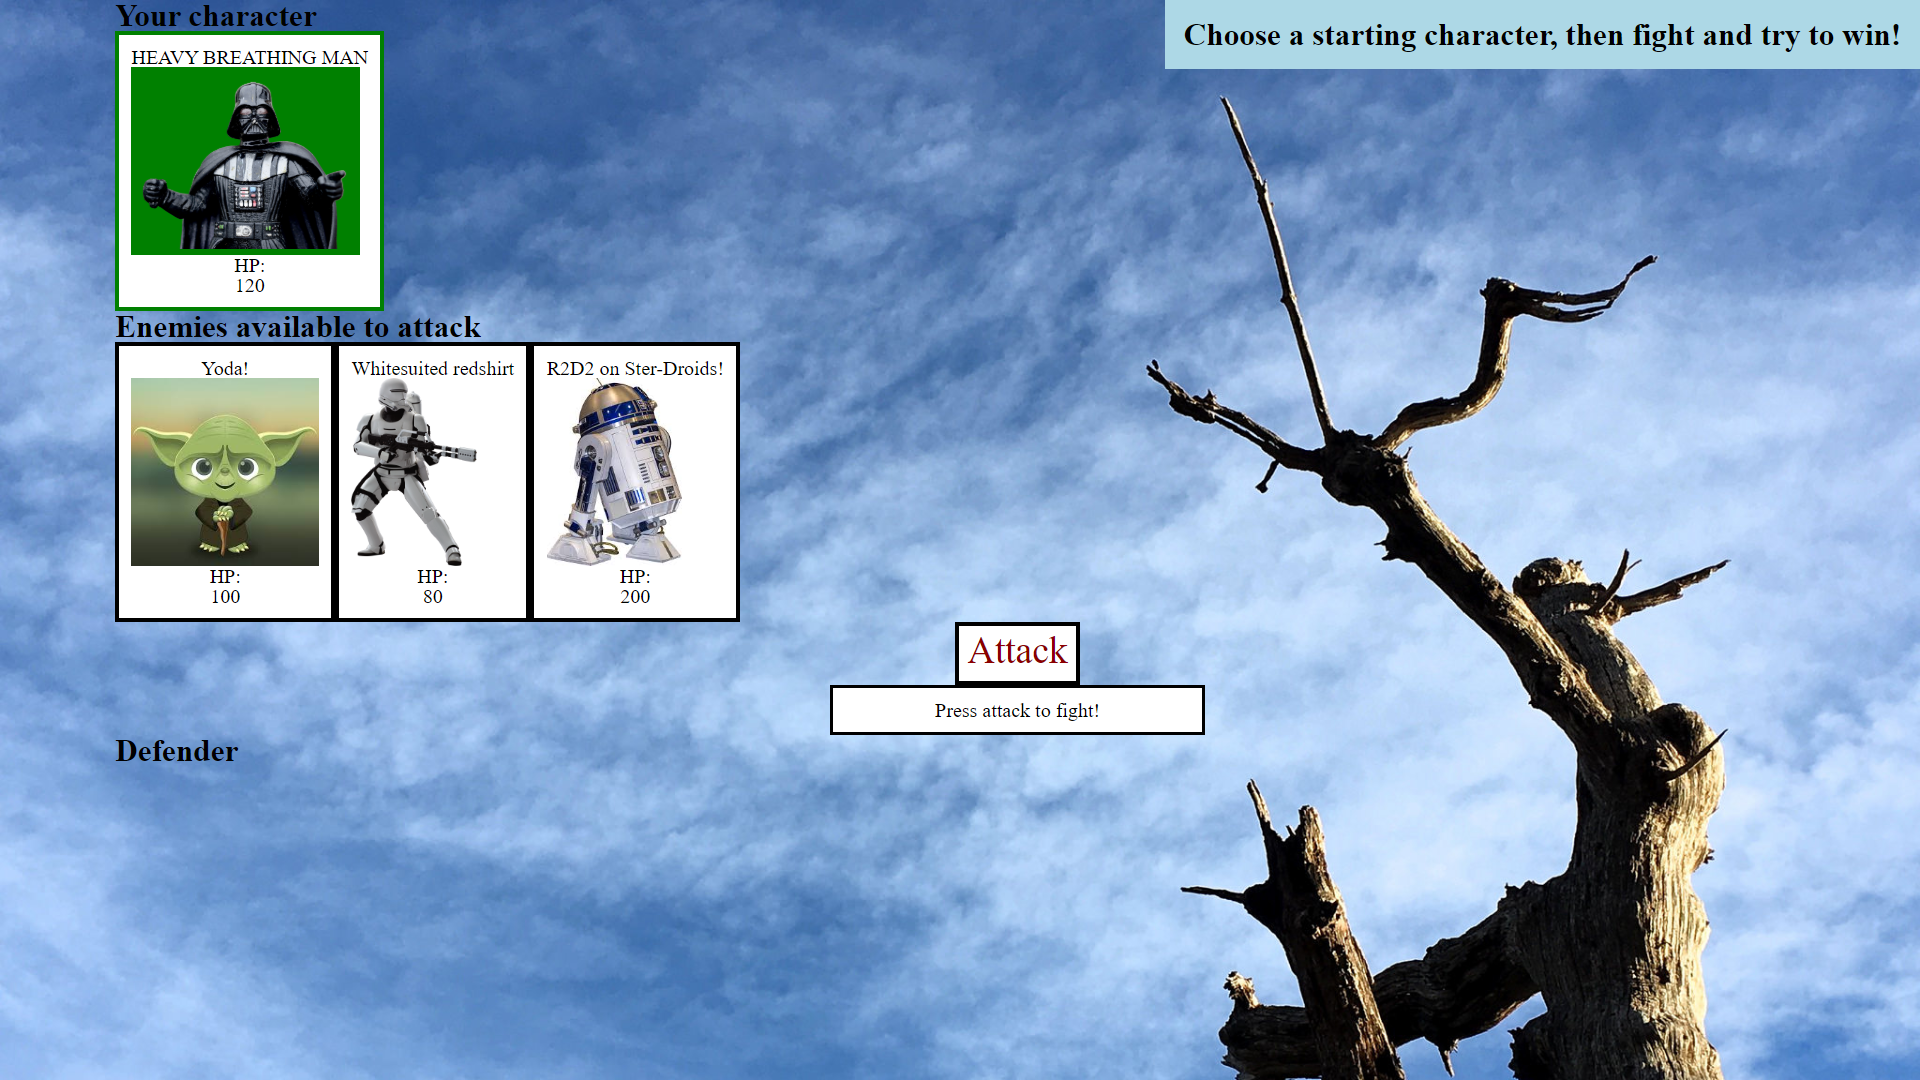 Your character
Choose a starting character, then fight and try to win!
HEAVY BREATHING MAN
HP:
120
Enemies available to attack
Yoda!
HP:
100
Whitesuited redshirt
HP:
80
R2D2 on Ster-Droids!
HP:
200
Attack
Press attack to fight!
Defender